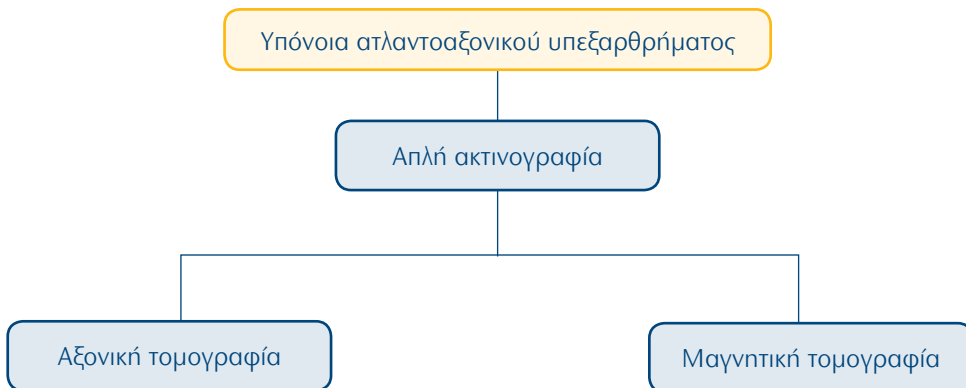 Υπόνοια ατλαντοαξονικού υπεξαρθρήματος
Απλή ακτινογραφία
Αξονική τομογραφία
Μαγνητική τομογραφία